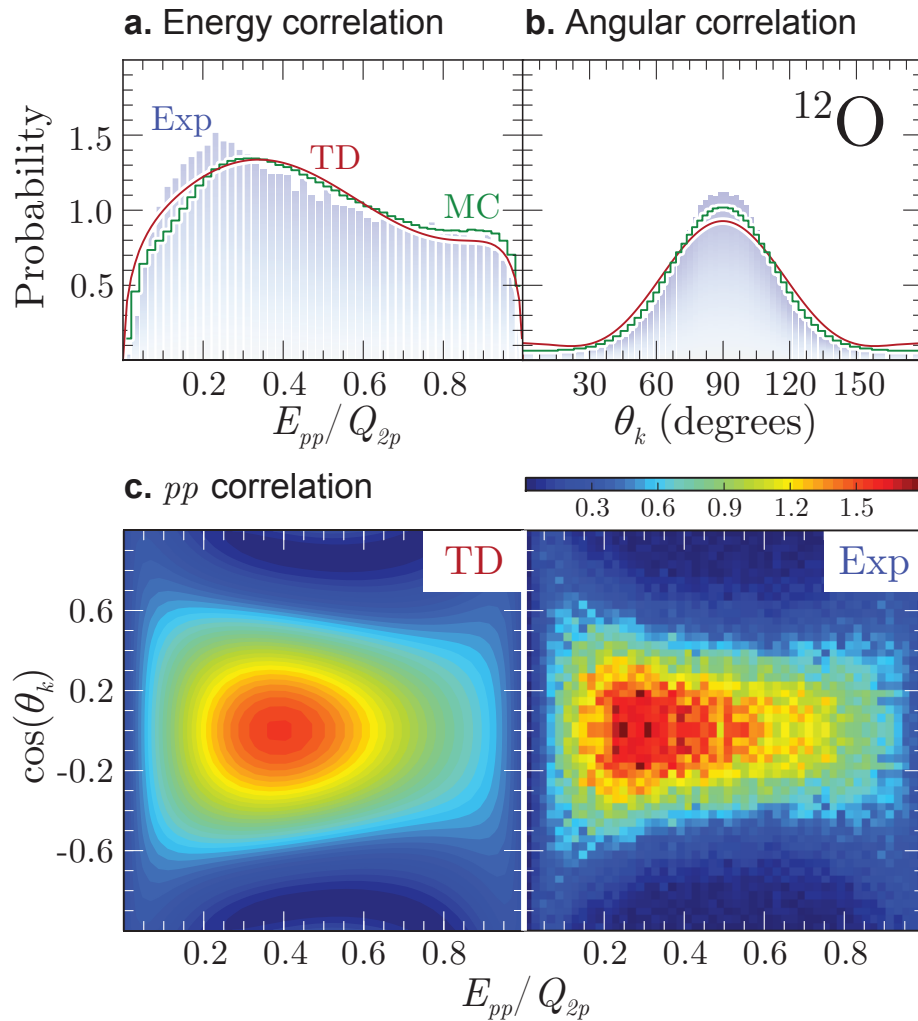 a. Energy correlation
b. Angular correlation
Probability
1.5
1.0
0.5
Exp
TD
MC
¹²O
0.2 0.4 0.6 0.8
E_pp / Q_2p
30 60 90 120 150
θ_k (degrees)
c. pp correlation
0.3 0.6 0.9 1.2 1.5
cos(θ_k)
0.6
0.2
-0.2
-0.6
TD
Exp
0.2 0.4 0.6 0.8
0.2 0.4 0.6 0.8
E_pp / Q_2p